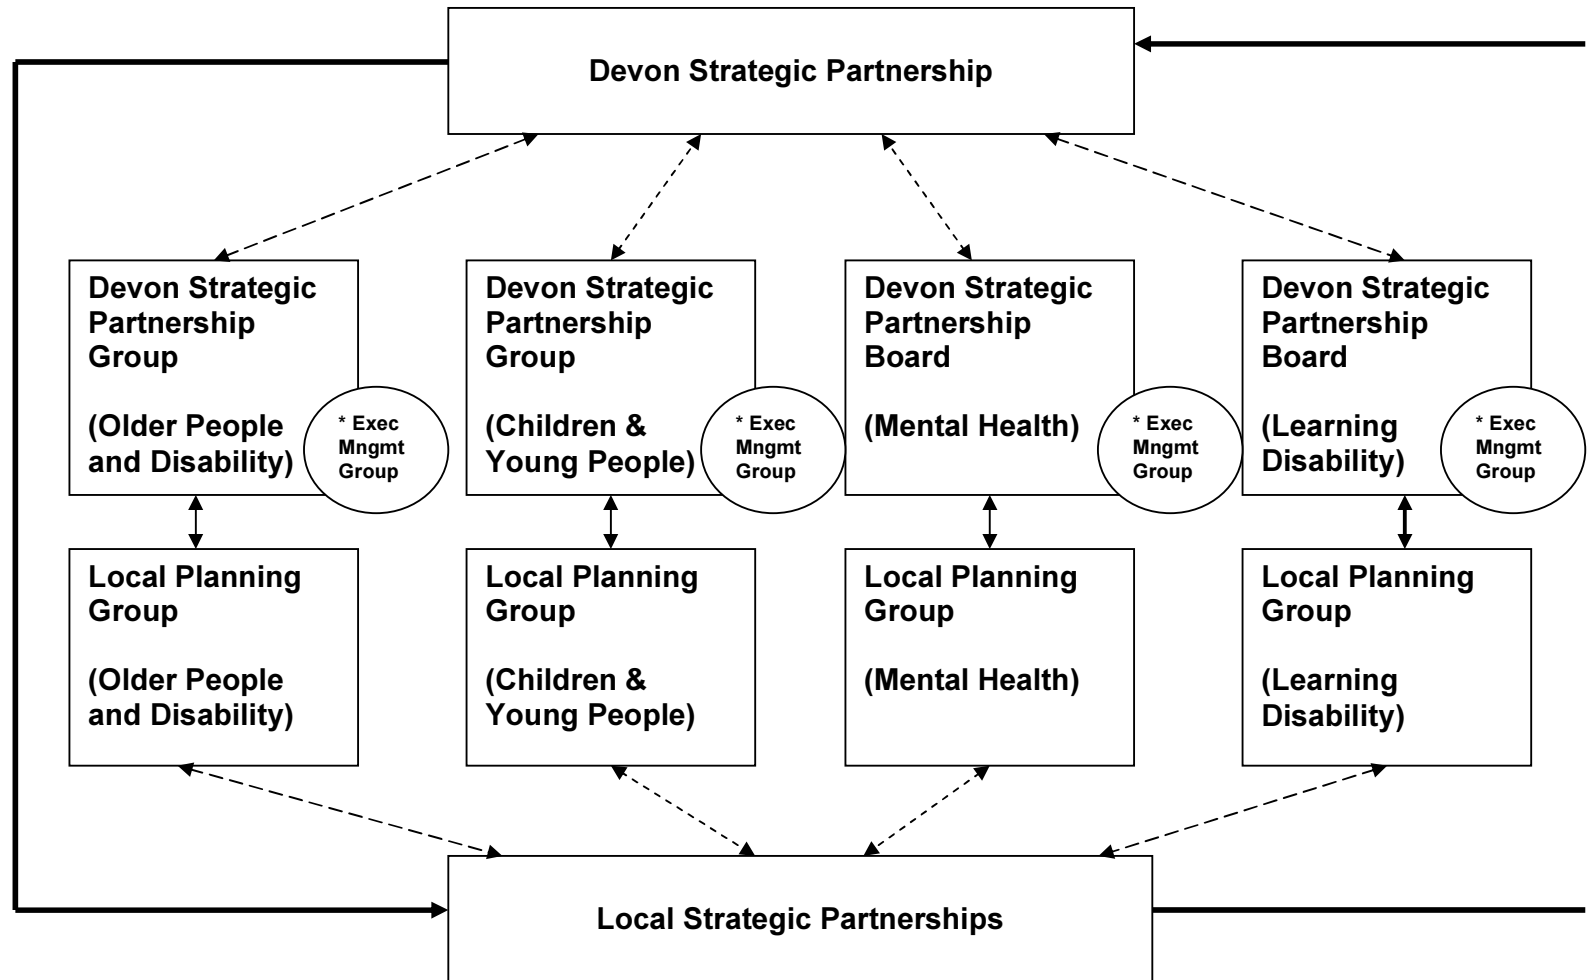 Devon Strategic Partnership
Devon Strategic
Partnership
Group
(Older People
and Disability)
* Exec
Mngmt
Group
Devon Strategic
Partnership
Group
(Children &
Young People)
* Exec
Mngmt
Group
Devon Strategic
Partnership
Board
(Mental Health)
* Exec
Mngmt
Group
Devon Strategic
Partnership
Board
(Learning
Disability)
* Exec
Mngmt
Group
Local Planning
Group
(Older People
and Disability)
Local Planning
Group
(Children &
Young People)
Local Planning
Group
(Mental Health)
Local Planning
Group
(Learning
Disability)
Local Strategic Partnerships